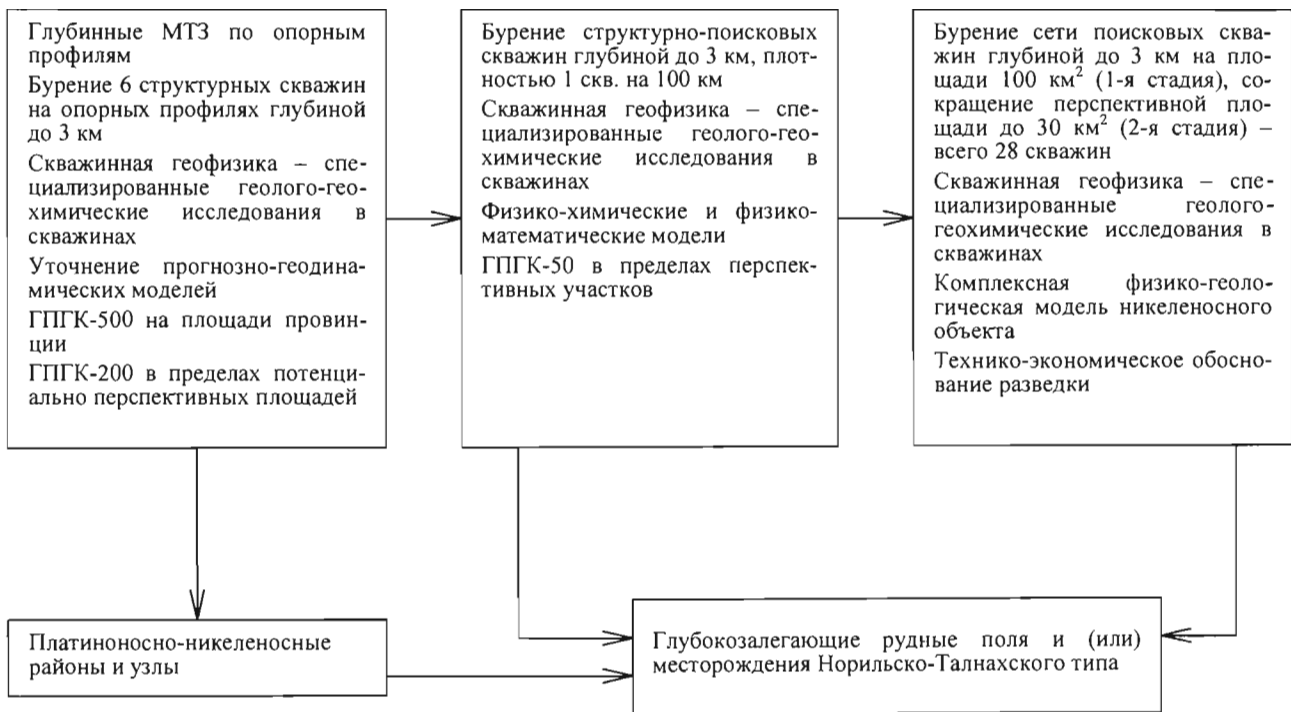 Глубинные МТЗ по опорным
профилям
Бурение 6 структурных скважин
на опорных профилях глубиной
до 3 км
Скважинная геофизика – спе-
циализированные геолого-гео-
химические исследования в
скважинах
Уточнение прогнозно-геодина-
мических моделей
ГПГК-500 на площади провин-
ции
ГПГК-200 в пределах потенци-
ально перспективных площадей
Бурение структурно-поисковых
скважин глубиной до 3 км, плот-
ностью 1 скв. на 100 км
Скважинная геофизика – спе-
циализированные геолого-гео-
химические исследования в
скважинах
Физико-химические и физико-
математические модели
ГПГК-50 в пределах перспек-
тивных участков
Бурение сети поисковых сква-
жин глубиной до 3 км на пло-
щади 100 км² (1-я стадия), со-
кращение перспективной пло-
щади до 30 км² (2-я стадия) –
всего 28 скважин
Скважинная геофизика – спе-
циализированные геолого-
геохимические исследования в
скважинах
Комплексная физико-геоло-
гическая модель никеленосного
объекта
Технико-экономическое обосно-
вание разведки
Платиноносно-никеленосные
районы и узлы
Глубокозалегающие рудные поля и (или)
месторождения Норильско-Талнахского типа